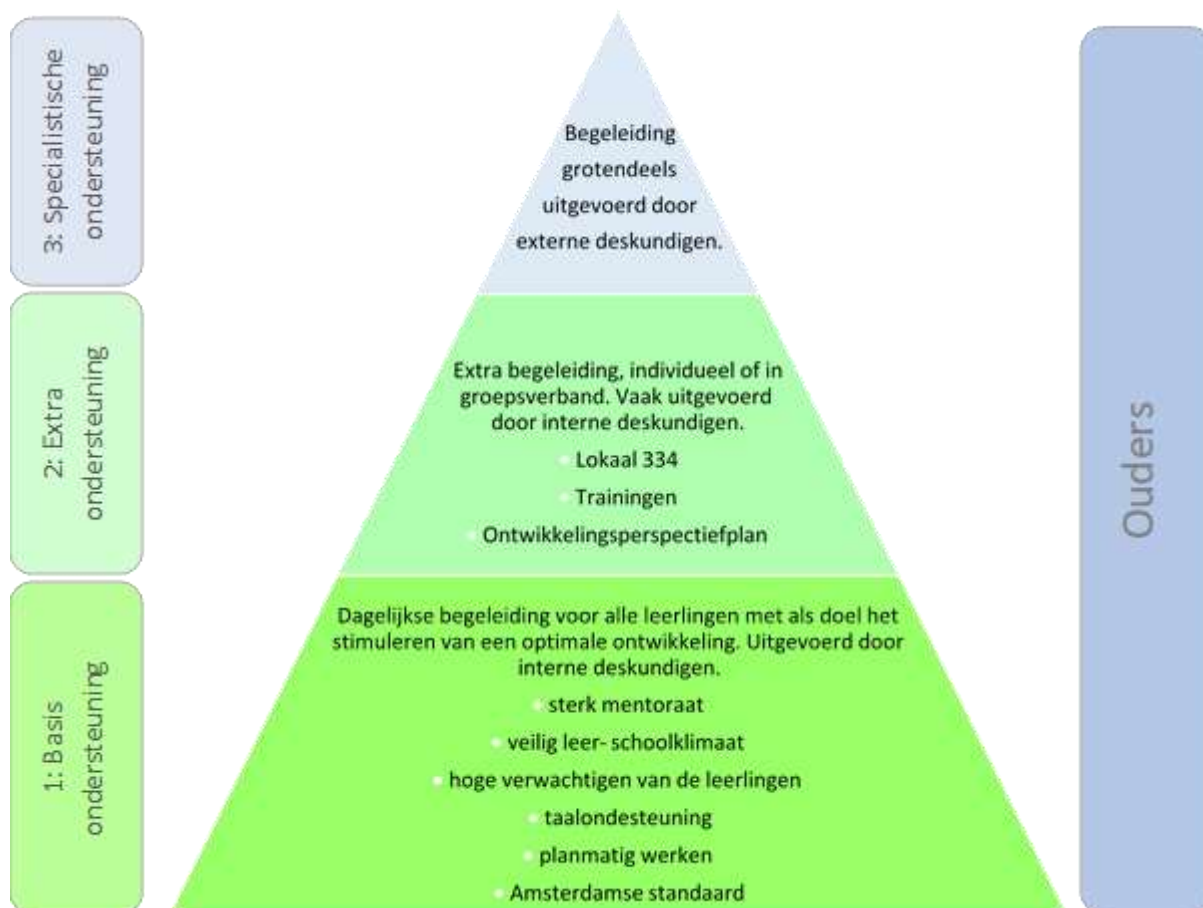 3: Specialistische
ondersteuning
Begeleiding
grotendeels
uitgevoerd door
externe deskundigen.
2: Extra
ondersteuning
Extra begeleiding, individueel of in
groepsverband. Vaak uitgevoerd
door interne deskundigen.
Lokaal 334
Trainingen
Ontwikkelingsperspectiefplan
1: Basis
ondersteuning
Dagelijkse begeleiding voor alle leerlingen met als doel het
stimuleren van een optimale ontwikkeling. Uitgevoerd door
interne deskundigen.
sterk mentoraat
veilig leer- schoolklimaat
hoge verwachtigen van de leerlingen
taalondesteuning
planmatig werken
Amsterdamse standaard
Ouders